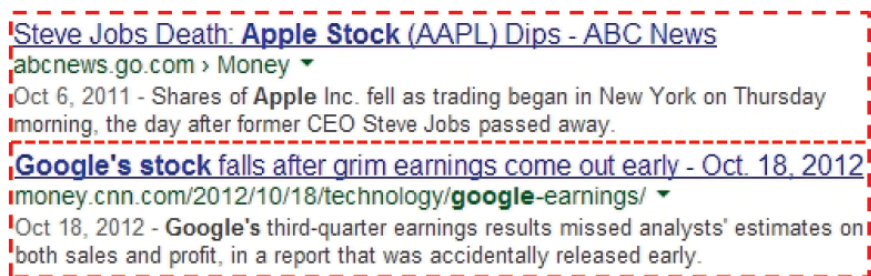 Steve Jobs Death: Apple Stock (AAPL) Dips - ABC News
abcnews.go.com › Money
Oct 6, 2011 - Shares of Apple Inc. fell as trading began in New York on Thursday
morning, the day after former CEO Steve Jobs passed away.
Google's stock falls after grim earnings come out early - Oct. 18, 2012
money.cnn.com/2012/10/18/technology/google-earnings/
Oct 18, 2012 - Google's third-quarter earnings results missed analysts' estimates on
both sales and profit, in a report that was accidentally released early.